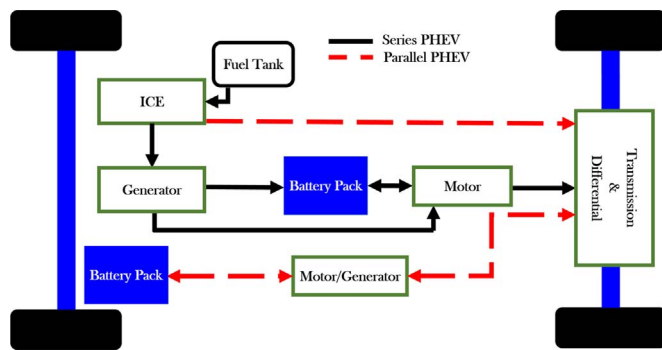 Series PHEV
Parallel PHEV
Fuel Tank
ICE
Generator
Battery Pack
Motor
Transmission
&
Differential
Battery Pack
Motor/Generator